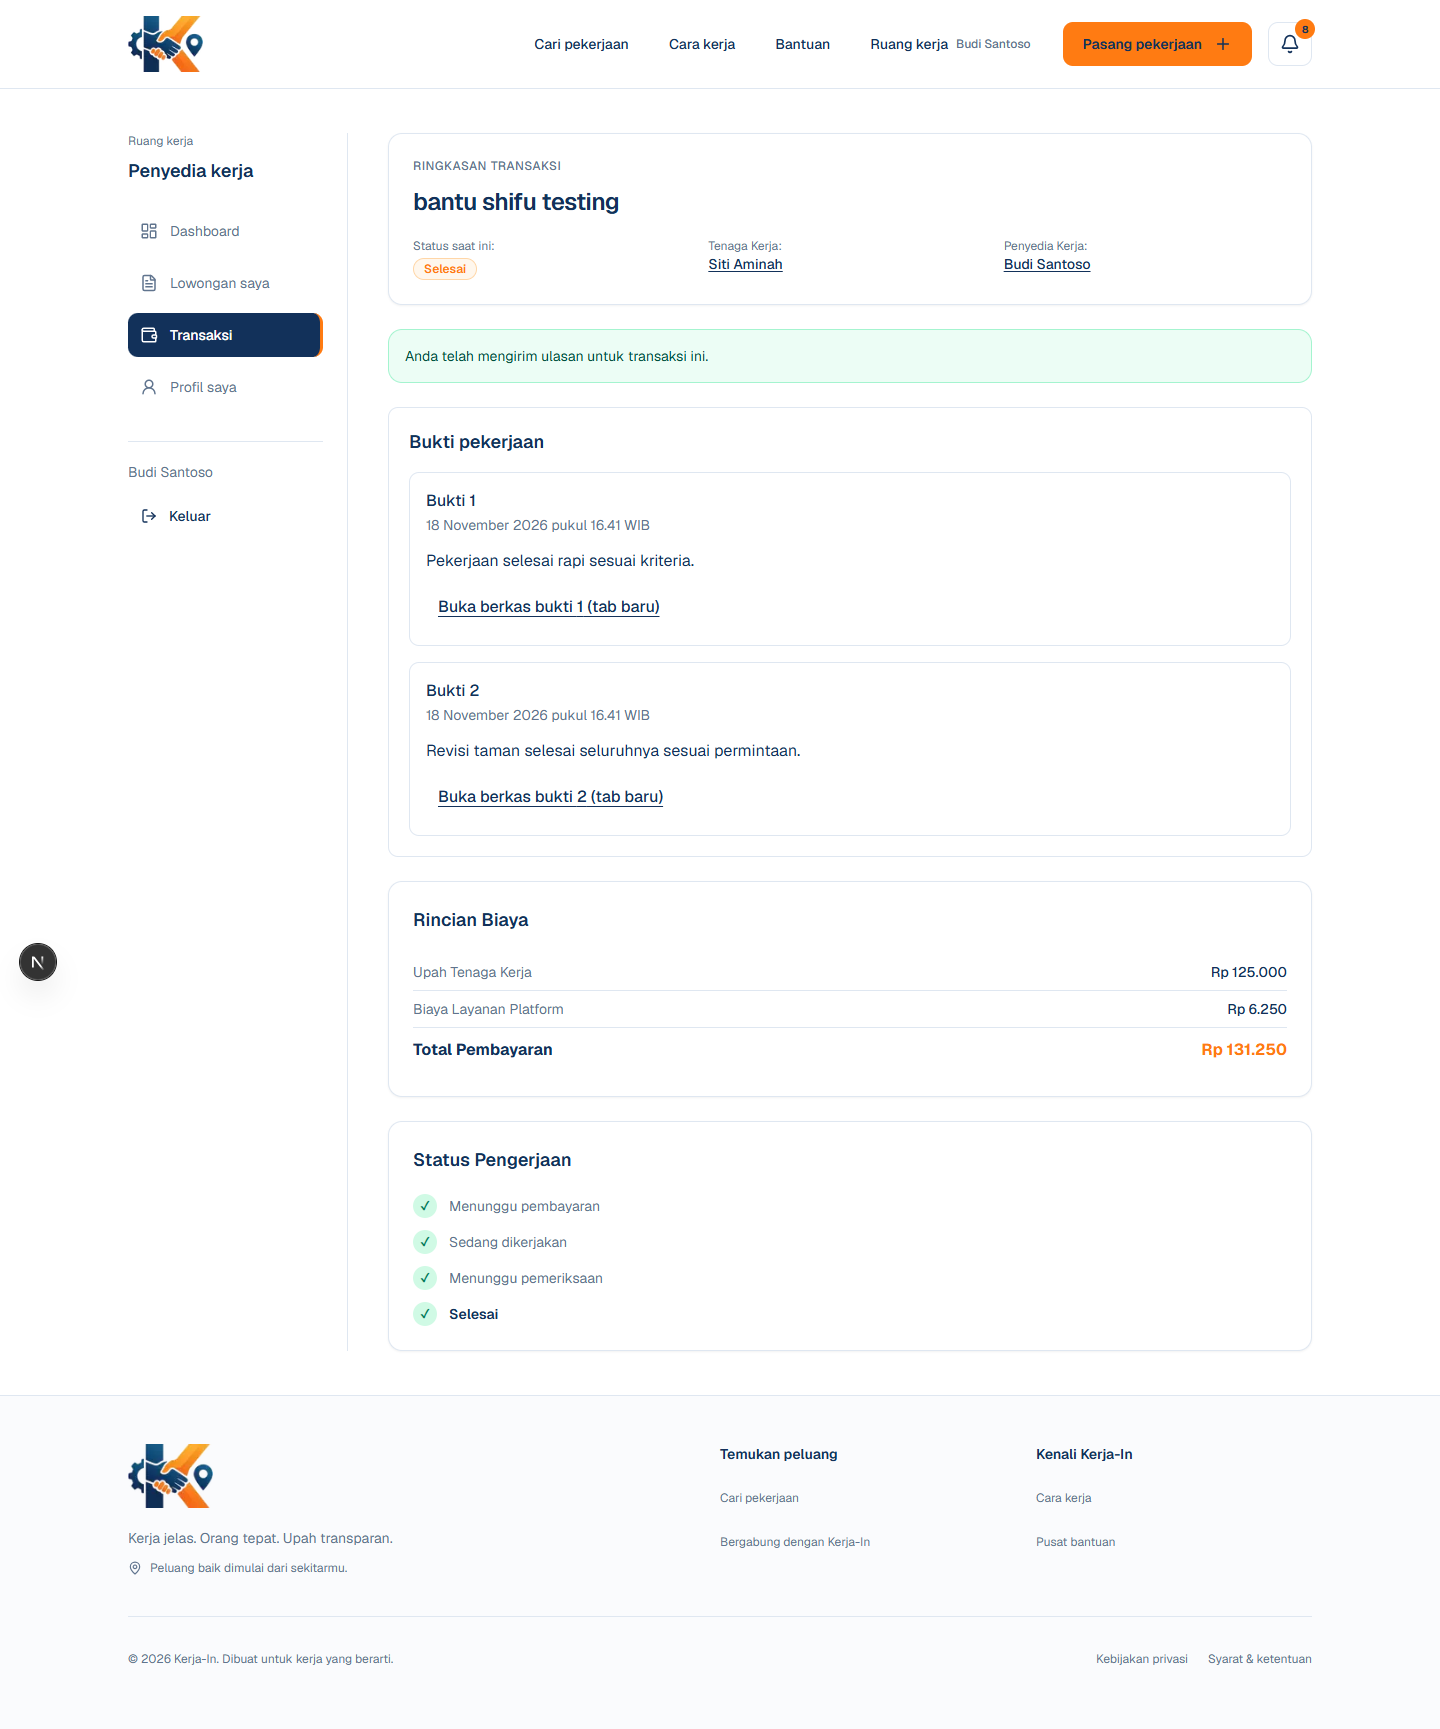 Cari pekerjaan
Cara kerja
Bantuan
Ruang kerja Budi Santoso
Pasang pekerjaan
8
Ruang kerja
Penyedia kerja
Dashboard
Lowongan saya
Transaksi
Profil saya
Budi Santoso
Keluar
RINGKASAN TRANSAKSI
bantu shifu testing
Status saat ini:
Selesai
Tenaga Kerja:
Siti Aminah
Penyedia Kerja:
Budi Santoso
Anda telah mengirim ulasan untuk transaksi ini.
Bukti pekerjaan
Bukti 1
18 November 2026 pukul 16.41 WIB
Pekerjaan selesai rapi sesuai kriteria.
Buka berkas bukti 1 (tab baru)
Bukti 2
18 November 2026 pukul 16.41 WIB
Revisi taman selesai seluruhnya sesuai permintaan.
Buka berkas bukti 2 (tab baru)
Rincian Biaya
Upah Tenaga Kerja Rp 125.000
Biaya Layanan Platform Rp 6.250
Total Pembayaran Rp 131.250
Status Pengerjaan
✓ Menunggu pembayaran
✓ Sedang dikerjakan
✓ Menunggu pemeriksaan
✓ Selesai
N
K
Kerja jelas. Orang tepat. Upah transparan.
Peluang baik dimulai dari sekitarmu.
Temukan peluang
Cari pekerjaan
Bergabung dengan Kerja-In
Kenali Kerja-In
Cara kerja
Pusat bantuan
© 2026 Kerja-In. Dibuat untuk kerja yang berarti.
Kebijakan privasi
Syarat & ketentuan